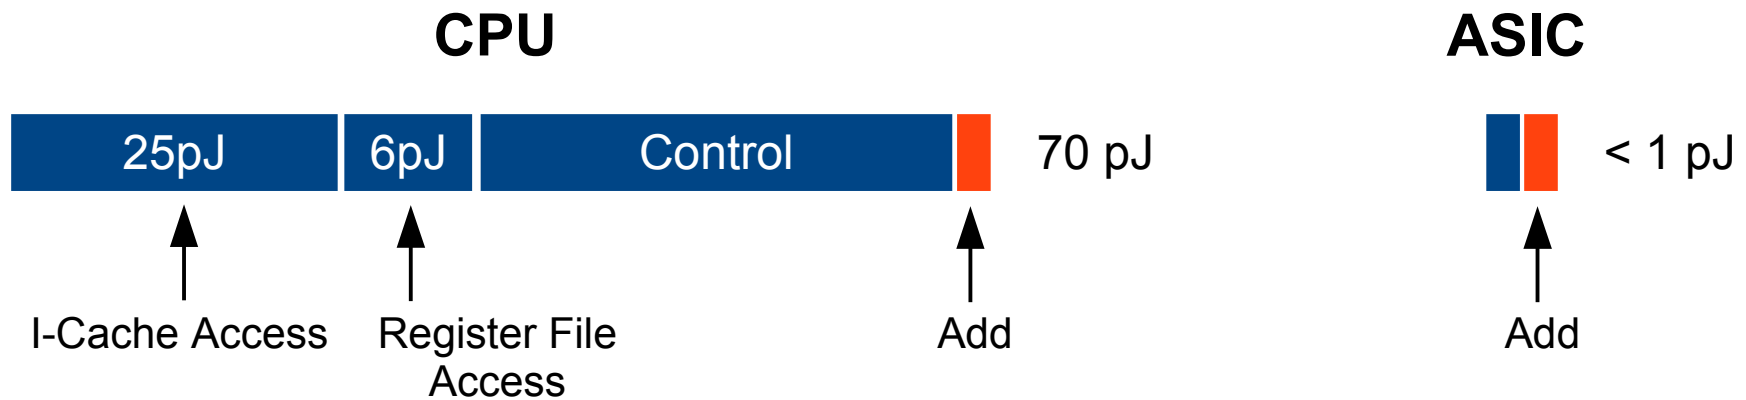 CPU
ASIC
25pJ
6pJ
Control
70 pJ
< 1 pJ
I-Cache Access
Register File
Access
Add
Add